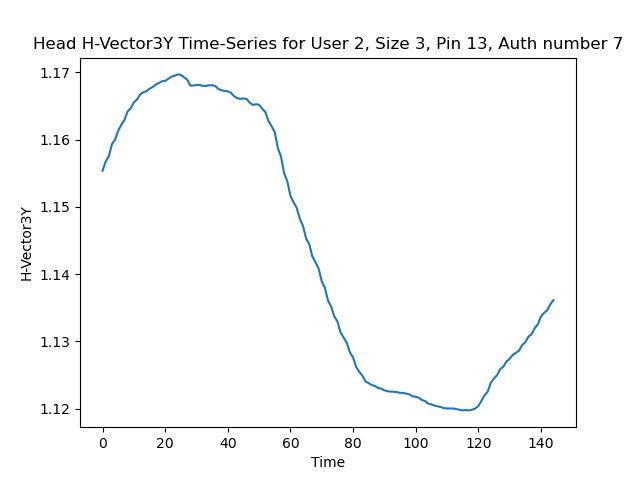 Head H-Vector3Y Time-Series for User 2, Size 3, Pin 13, Auth number 7
1.17
1.16
1.15
1.14
1.13
1.12
H-Vector3Y
0 20 40 60 80 100 120 140
Time